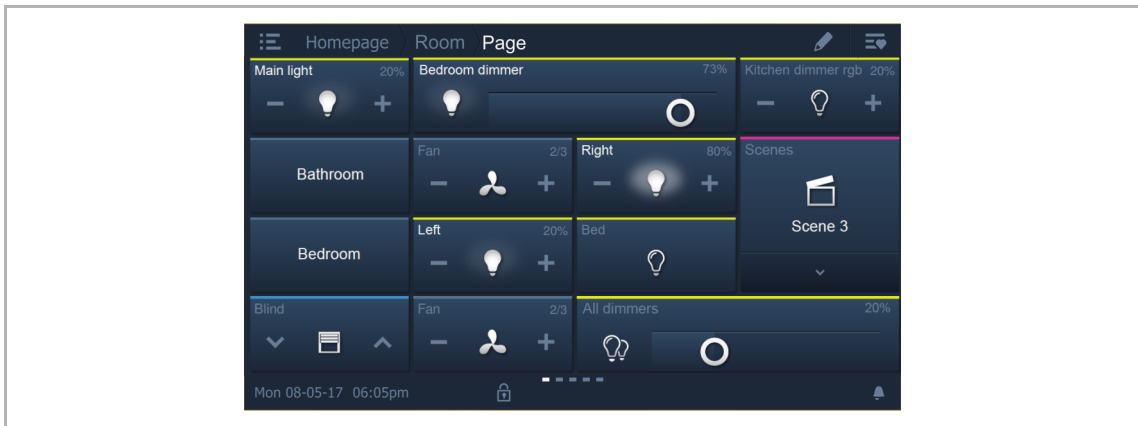 Homepage Room Page
Main light 20% Bedroom dimmer 73% Kitchen dimmer rgb 20%
Bathroom Fan 2/3 Right 80% Scenes
Scene 3
Bedroom Left 20% Bed
Blind Fan 2/3 All dimmers 20%
Mon 08-05-17 06:05pm